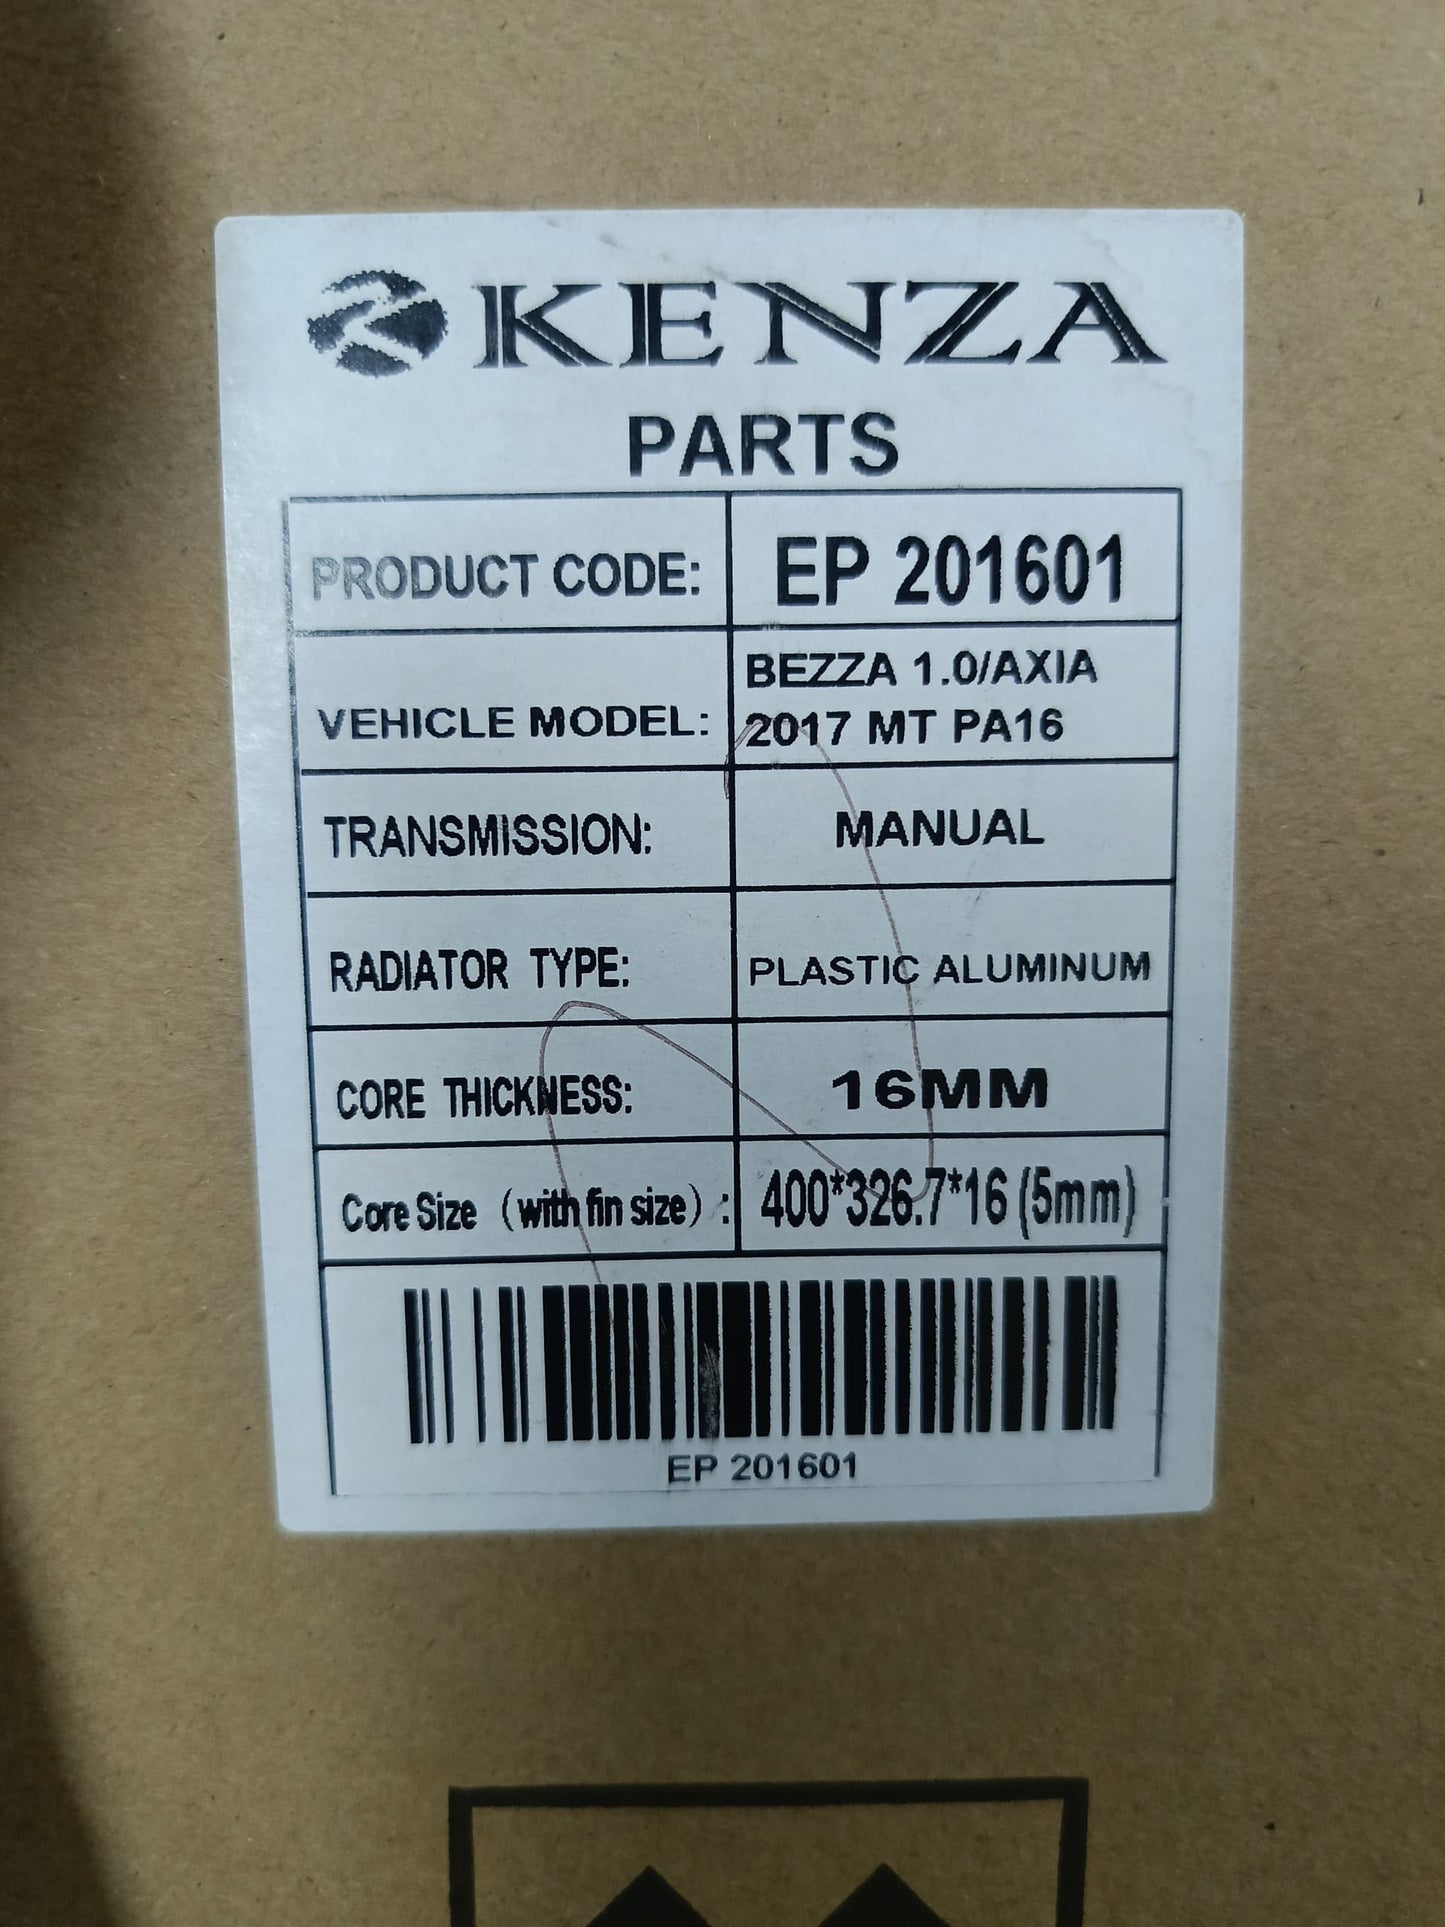 KENZA
PARTS
PRODUCT CODE: EP 201601
VEHICLE MODEL: BEZZA 1.0/AXIA
2017 MT PA16
TRANSMISSION: MANUAL
RADIATOR TYPE: PLASTIC ALUMINUM
CORE THICKNESS: 16MM
Core Size (with fin size): 400*326.7*16 (5mm)
EP 201601